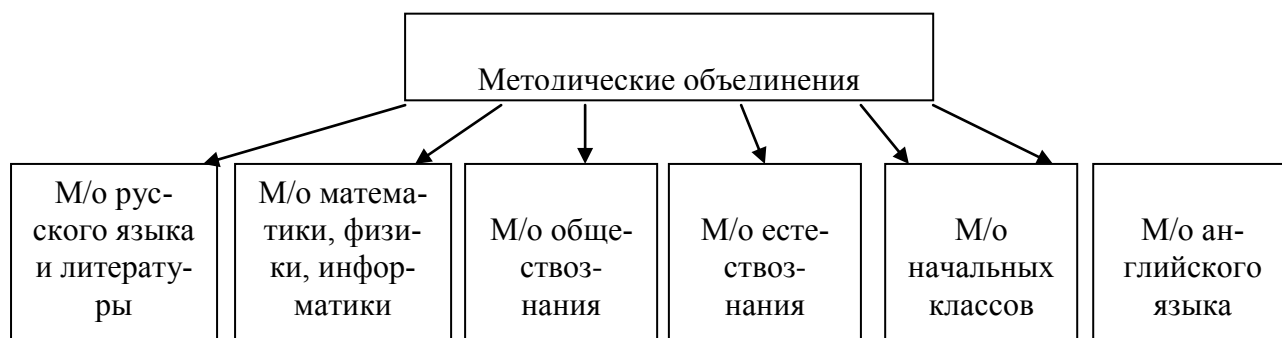 Методические объединения
М/о рус-
ского языка
и литерату-
ры
М/о матема-
тики, физи-
ки, инфор-
матики
М/о обще-
ствоз-
нания
М/о есте-
ствоз-
нания
М/о
начальных
классов
М/о ан-
глийского
языка